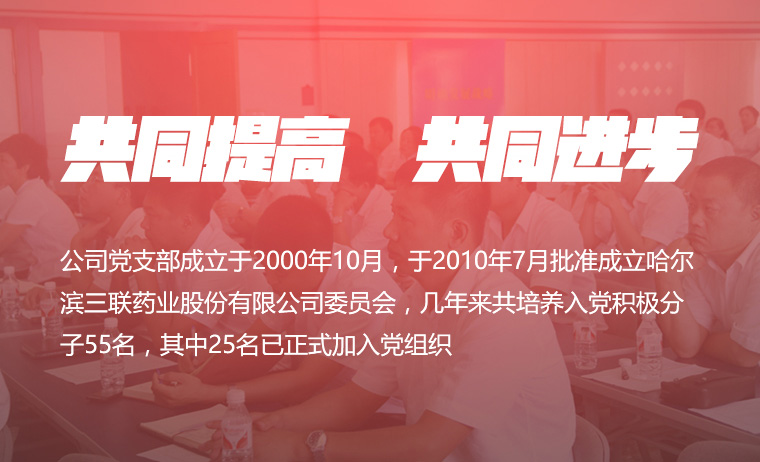 共同提高 共同进步
公司党支部成立于2000年10月，于2010年7月批准成立哈尔
滨三联药业股份有限公司委员会，几年来共培养入党积极分
子55名，其中25名已正式加入党组织